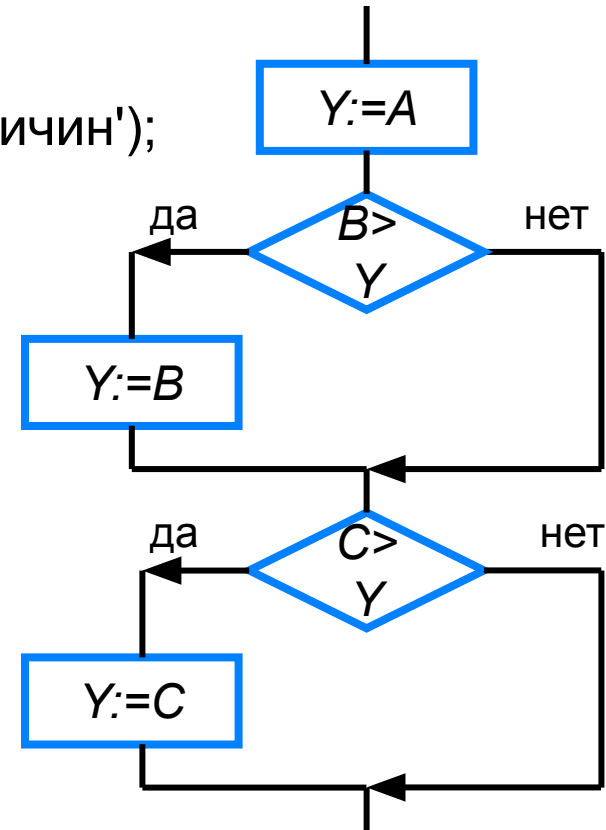 Y:=A
ичин');
да
нет
B>
Y
Y:=B
да
нет
C>
Y
Y:=C